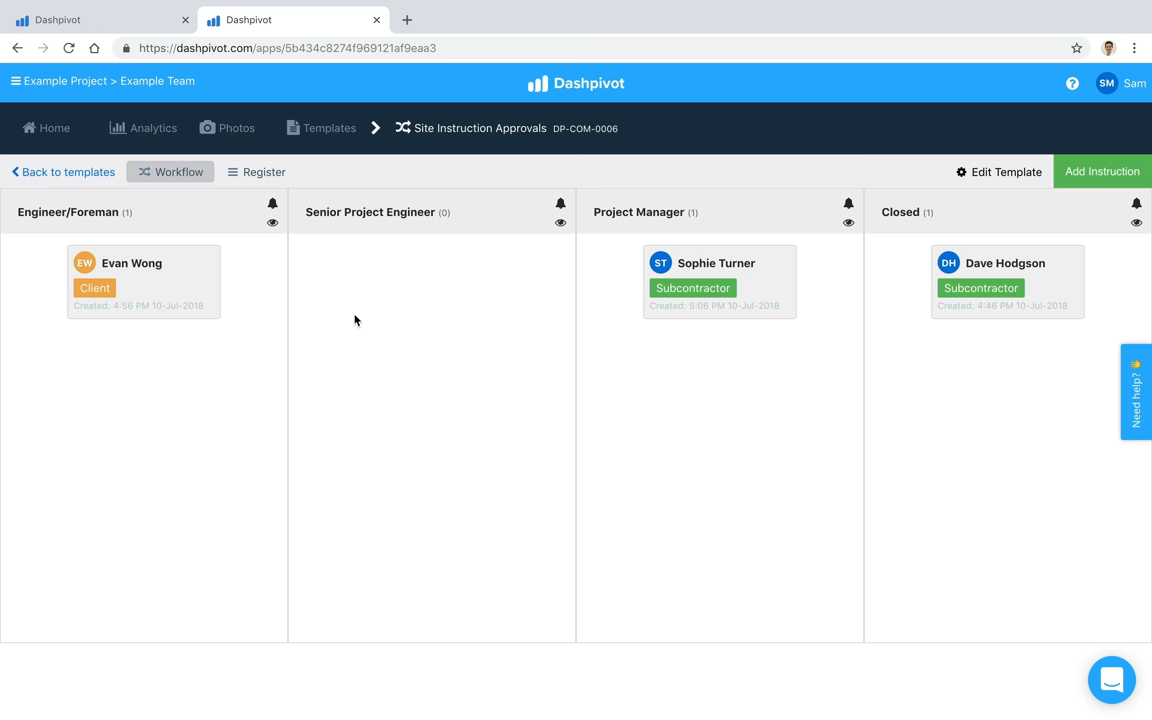 Dashpivot
Dashpivot
https://dashpivot.com/apps/5b434c8274f969121af9eaa3
Example Project > Example Team
Dashpivot
SM Sam
Home Analytics Photos Templates Site Instruction Approvals DP-COM-0006
Back to templates Workflow Register Edit Template Add Instruction
Engineer/Foreman (1)
Senior Project Engineer (0)
Project Manager (1)
Closed (1)
EW Evan Wong
Client
Created: 4:56 PM 10-Jul-2018
ST Sophie Turner
Subcontractor
Created: 5:06 PM 10-Jul-2018
DH Dave Hodgson
Subcontractor
Created: 4:46 PM 10-Jul-2018
Need help? 👋